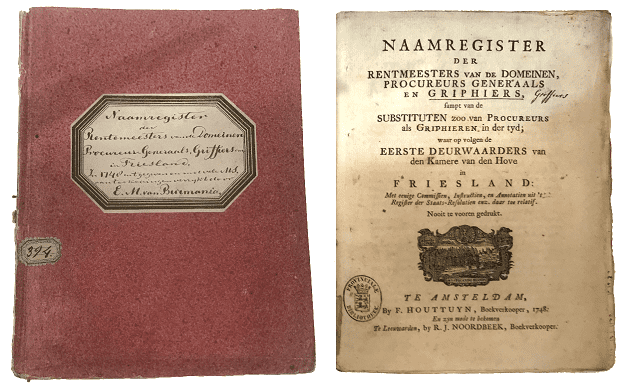 Naamregister
der
Rentemeesters van de Domeinen
Procureurs Generaals, Griffiers
in Friesland,
E. M. van Burmania
394.
NAAMREGISTER
DER
RENTMEESTERS VAN DE DOMEINEN,
PROCUREURS GENERAALS
EN GRIPHIERS, Griffiers
sampt van de
SUBSTITUTEN zoo van PROCUREURS
als GRIPHIEREN, in der tyd;
waar op volgen de
EERSTE DEURWAARDERS van
den Kamere van den Hove
in
FRIESLAND:
Met eenige Commissien, Instructien, en Annotatien uit 't
Register der Staats-Resolutien enz. daar toe relatif.
Nooit te vooren gedrukt.
PROVINCIALE
BIBLIOTHEEK
TE AMSTELDAM,
By F. HOUTTUYN, Boekverkooper, 1748.
En zyn mede te bekomen
Te Leeuwarden, by R. J. NOORDBEEK, Boekverkooper.